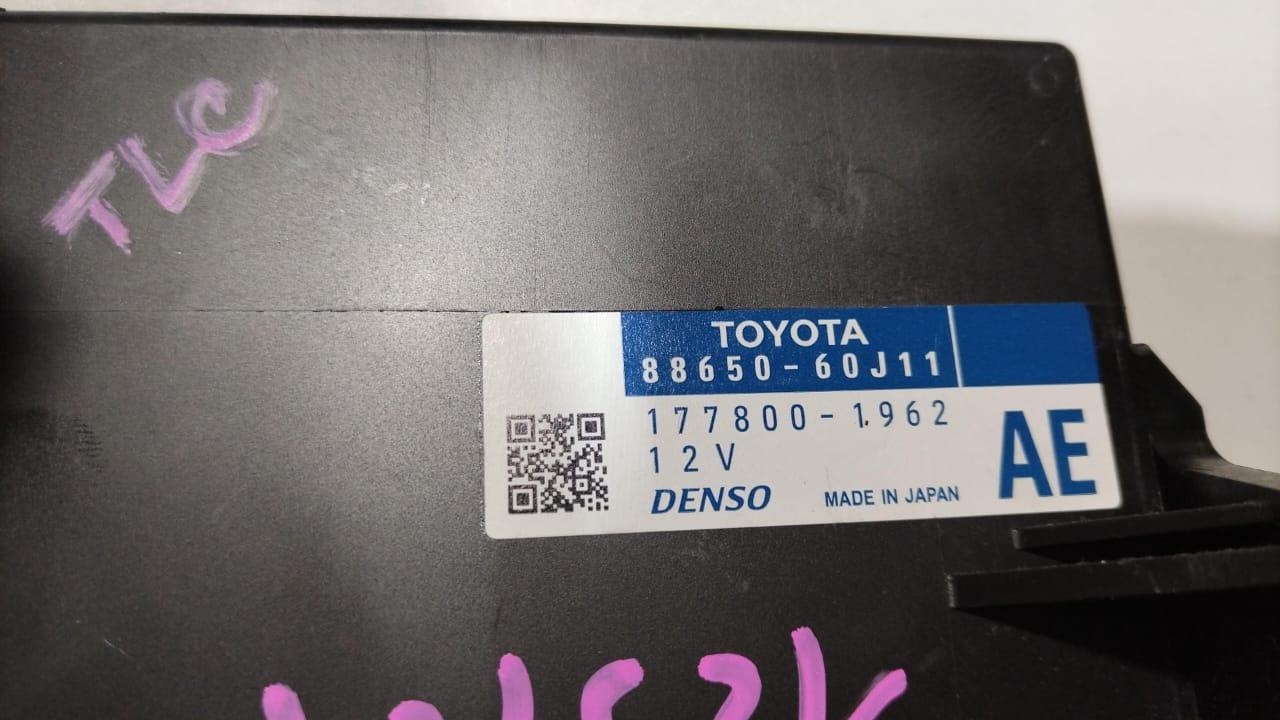 TLC
TOYOTA
88650-60J11
177800-1962
12V
AE
DENSO
MADE IN JAPAN